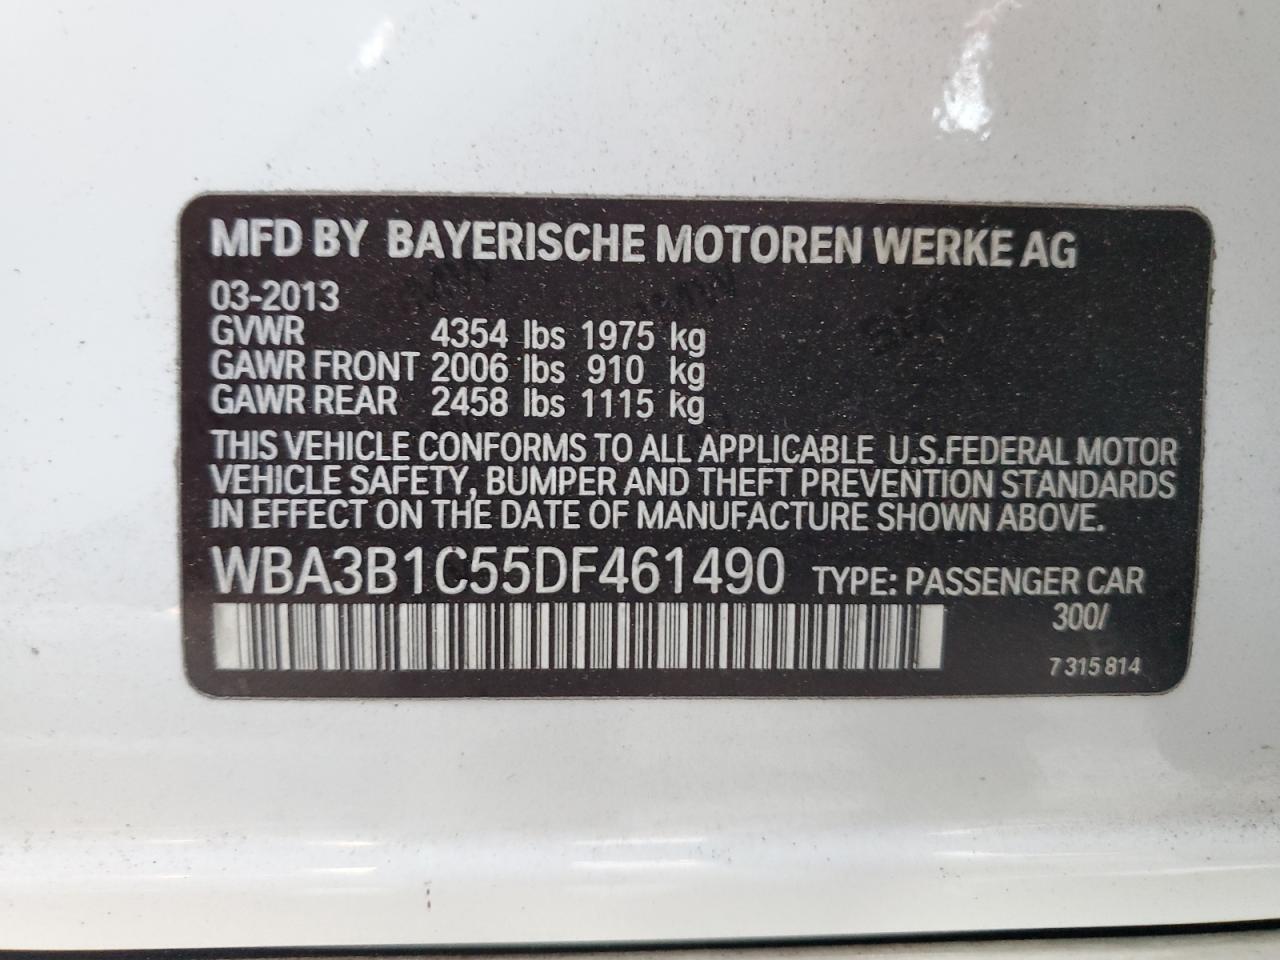 MFD BY BAYERISCHE MOTOREN WERKE AG
03-2013
GVWR 4354 lbs 1975 kg
GAWR FRONT 2006 lbs 910 kg
GAWR REAR 2458 lbs 1115 kg
THIS VEHICLE CONFORMS TO ALL APPLICABLE U.S.FEDERAL MOTOR
VEHICLE SAFETY, BUMPER AND THEFT PREVENTION STANDARDS
IN EFFECT ON THE DATE OF MANUFACTURE SHOWN ABOVE.
WBA3B1C55DF461490 TYPE: PASSENGER CAR
300/
7 315 814